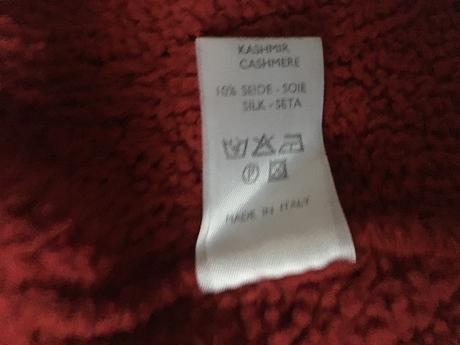 KASHMIR
CASHMERE
10% SEIDE - SOIE
SILK - SETA
P
MADE IN ITALY